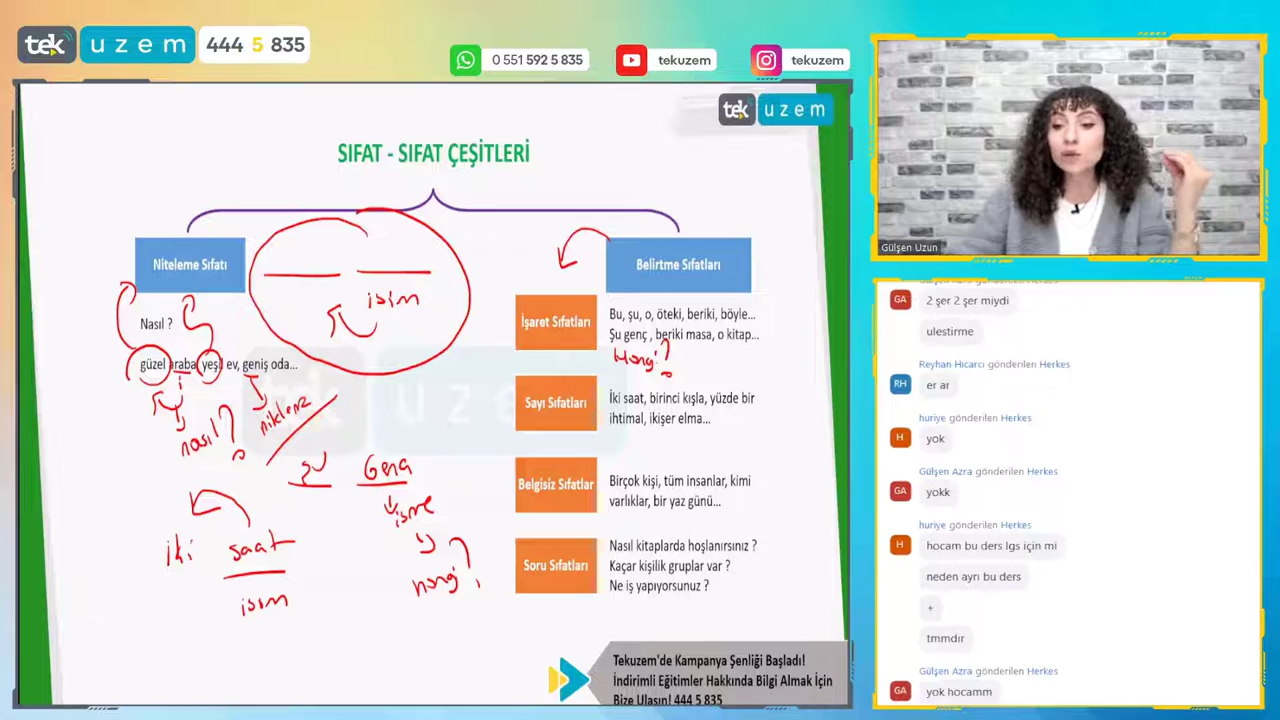 tek uzem 444 5 835
0 551 592 5 835
tekuzem
tekuzem
tek uzem
SIFAT - SIFAT ÇEŞİTLERİ
Niteleme Sıfatı
Belirtme Sıfatları
isim
Nasıl ?
güzel araba, yeşil ev, geniş oda...
nasıl?
İşaret Sıfatları
Bu, şu, o, öteki, beriki, böyle...
Şu genç , beriki masa, o kitap...
Hangi?
Sayı Sıfatları
İki saat, birinci kışla, yüzde bir
ihtimal, ikişer elma...
Belgisiz Sıfatlar
Birçok kişi, tüm insanlar, kimi
varlıklar, bir yaz günü...
Soru Sıfatları
Nasıl kitaplarda hoşlanırsınız ?
Kaçar kişilik gruplar var ?
Ne iş yapıyorsunuz ?
isme
hangi
iki saat
isim
Tekuzem'de Kampanya Şenliği Başladı!
İndirimli Eğitimler Hakkında Bilgi Almak İçin
Bize Ulaşın! 444 5 835
Gülşen Uzun
GA 2 şer 2 şer miydi
ulestirme
Reyhan Hıcarcı gönderilen Herkes
RH er ar
huriye gönderilen Herkes
H yok
Gülşen Azra gönderilen Herkes
GA yokk
huriye gönderilen Herkes
H hocam bu ders lgs için mi
neden ayrı bu ders
+
tmmdır
Gülşen Azra gönderilen Herkes
GA yok hocamm